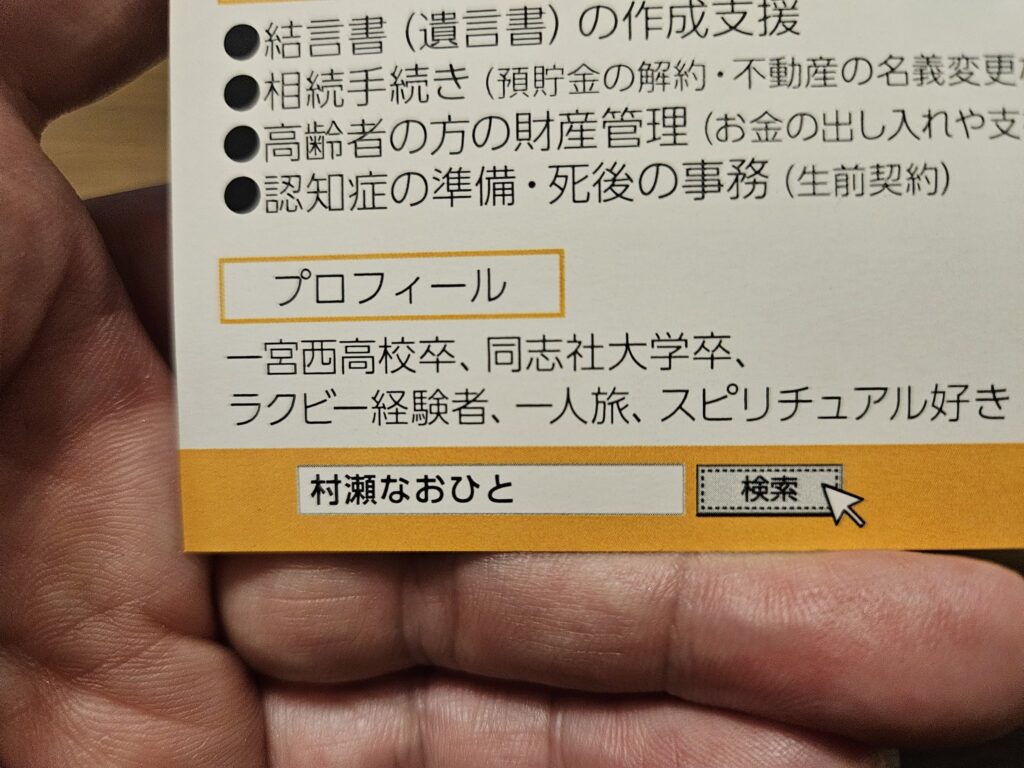 ●結言書（遺言書）の作成支援
●相続手続き（預貯金の解約・不動産の名義変更
●高齢者の方の財産管理（お金の出し入れや支
●認知症の準備・死後の事務（生前契約）
プロフィール
一宮西高校卒、同志社大学卒、
ラクビー経験者、一人旅、スピリチュアル好き
村瀬なおひと 検索